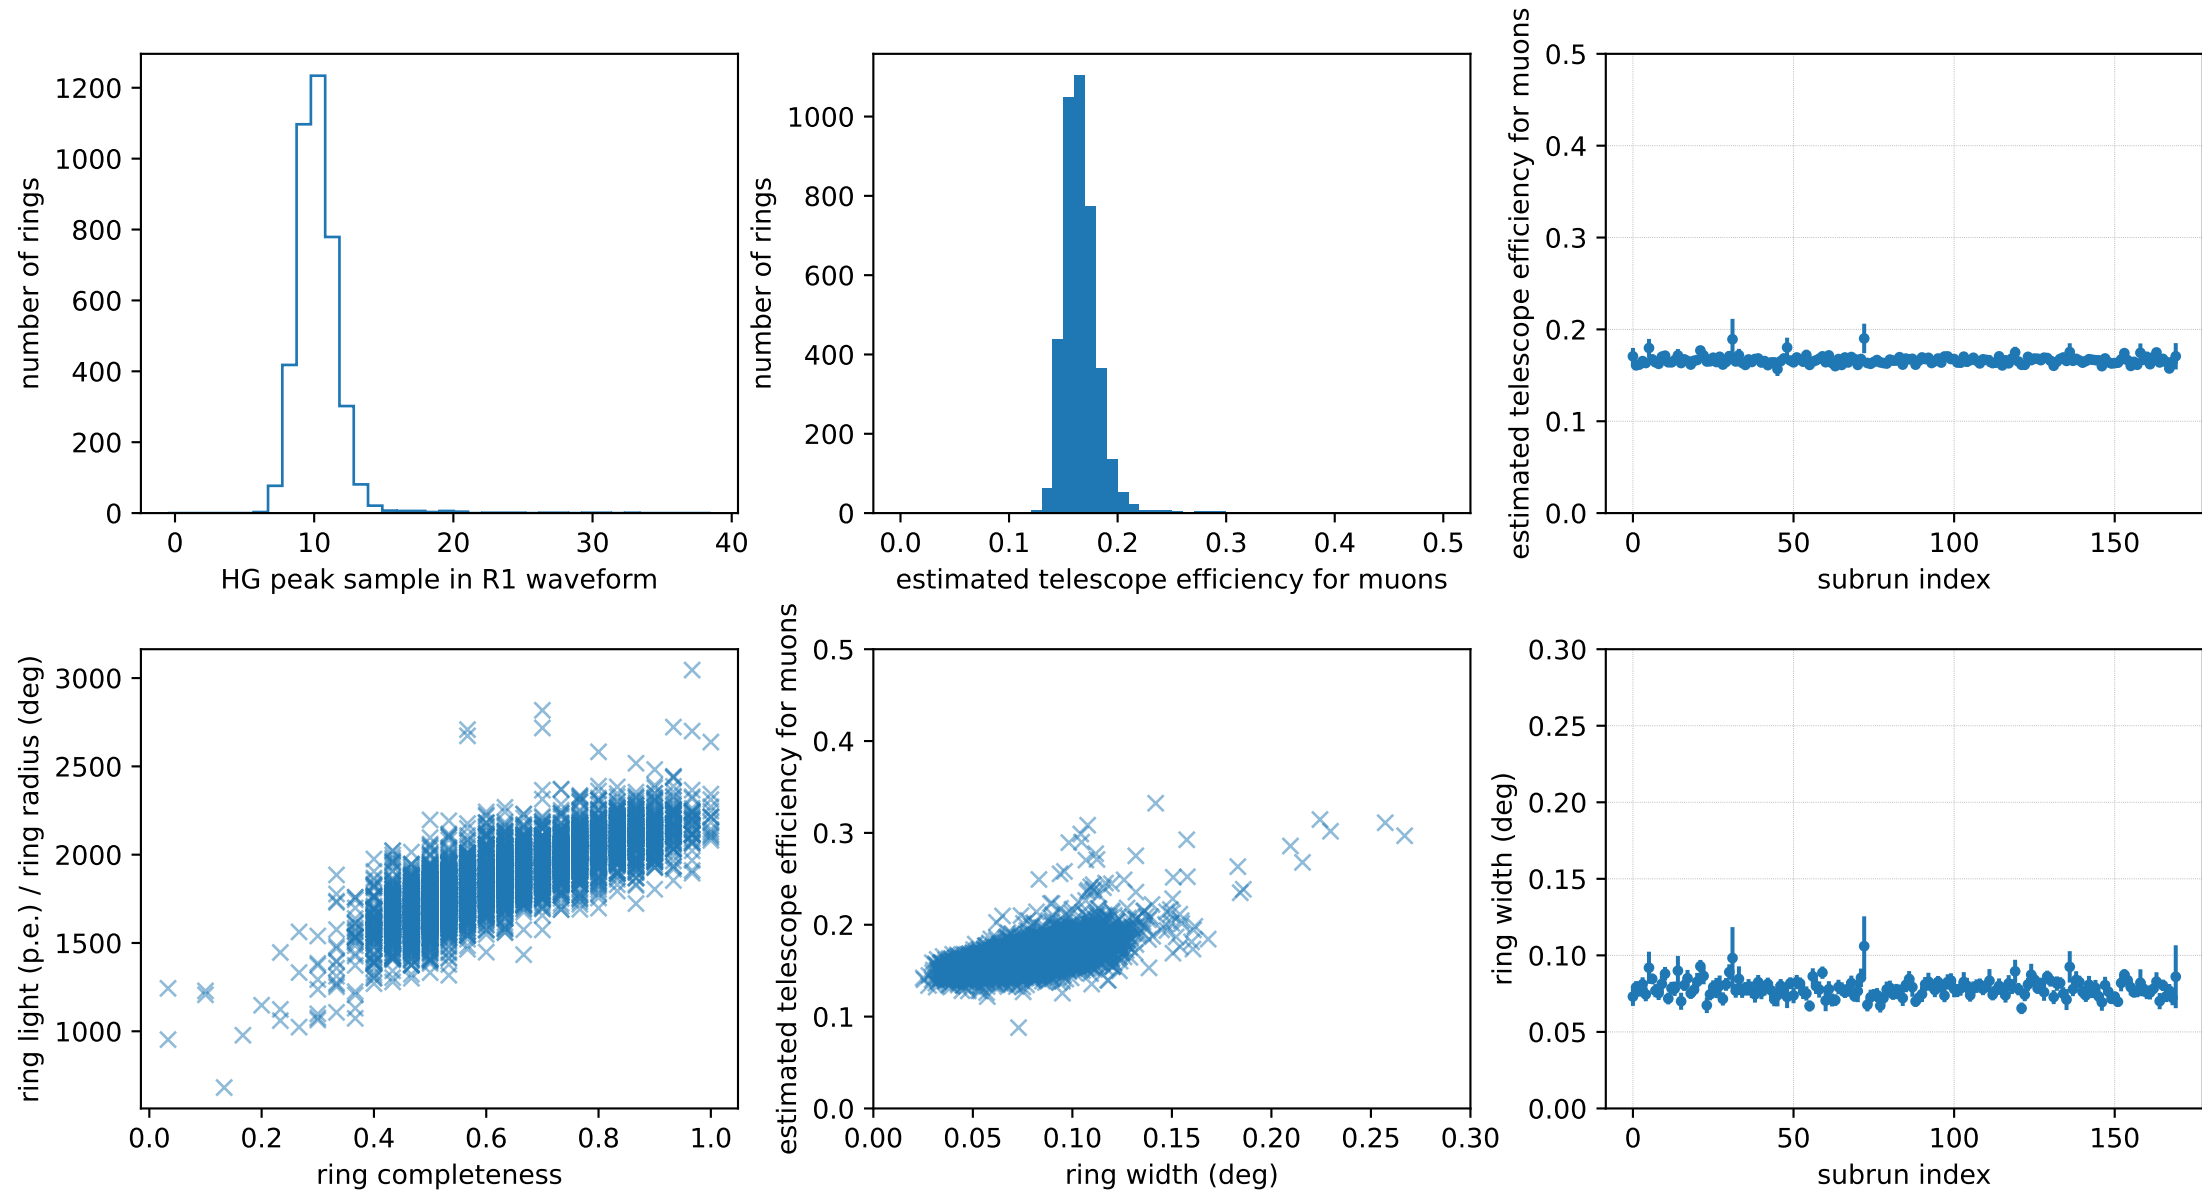 number of rings
1200
1000
800
600
400
200
0
0 10 20 30 40
HG peak sample in R1 waveform
number of rings
1000
800
600
400
200
0
0.0 0.1 0.2 0.3 0.4 0.5
estimated telescope efficiency for muons
estimated telescope efficiency for muons
0.5
0.4
0.3
0.2
0.1
0.0
0 50 100 150
subrun index
ring light (p.e.) / ring radius (deg)
3000
2500
2000
1500
1000
0.0 0.2 0.4 0.6 0.8 1.0
ring completeness
estimated telescope efficiency for muons
0.5
0.4
0.3
0.2
0.1
0.0
0.00 0.05 0.10 0.15 0.20 0.25 0.30
ring width (deg)
ring width (deg)
0.30
0.25
0.20
0.15
0.10
0.05
0.00
0 50 100 150
subrun index